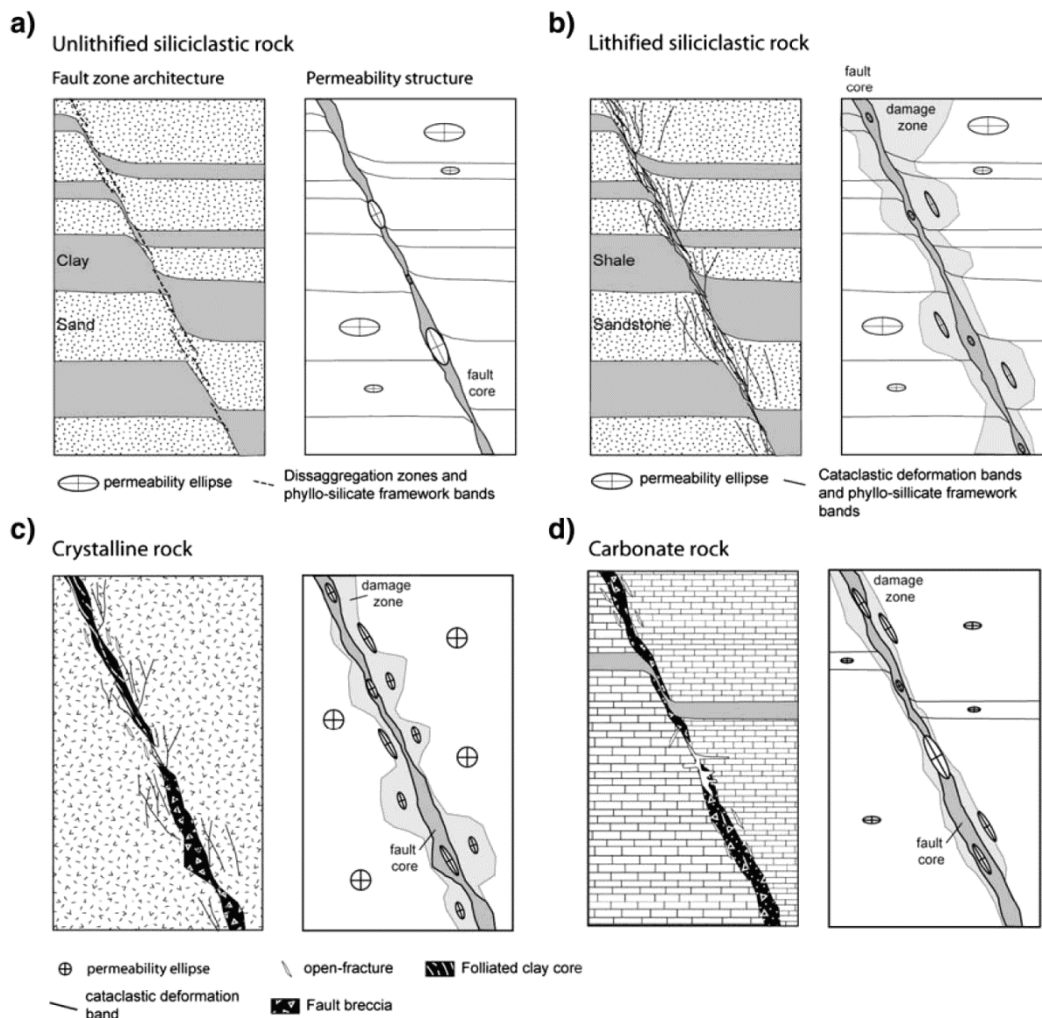 a)
Unlithified siliciclastic rock
Fault zone architecture
Permeability structure
Clay
Sand
fault
core
permeability ellipse
Dissaggregation zones and
phyllo-silicate framework bands
b)
Lithified siliciclastic rock
fault
core
damage
zone
Shale
Sandstone
permeability ellipse
Cataclastic deformation bands
and phyllo-sillicate framework
bands
c)
Crystalline rock
damage
zone
fault
core
d)
Carbonate rock
damage
zone
fault
core
permeability ellipse
open-fracture
Folliated clay core
cataclastic deformation
band
Fault breccia